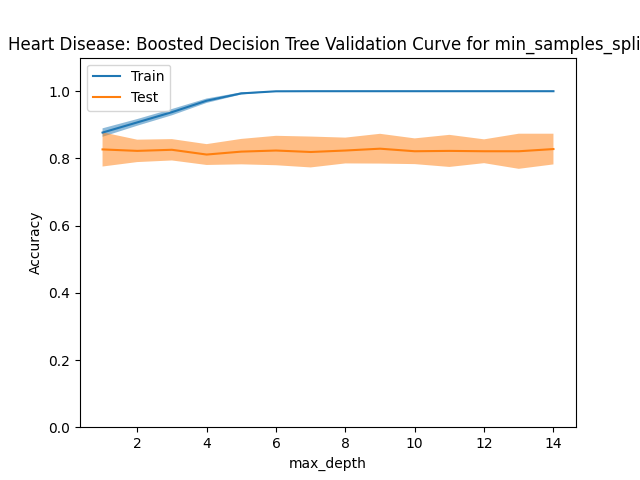 Heart Disease: Boosted Decision Tree Validation Curve for min_samples_spli
Train
Test
1.0
0.8
0.6
0.4
0.2
0.0
Accuracy
2 4 6 8 10 12 14
max_depth